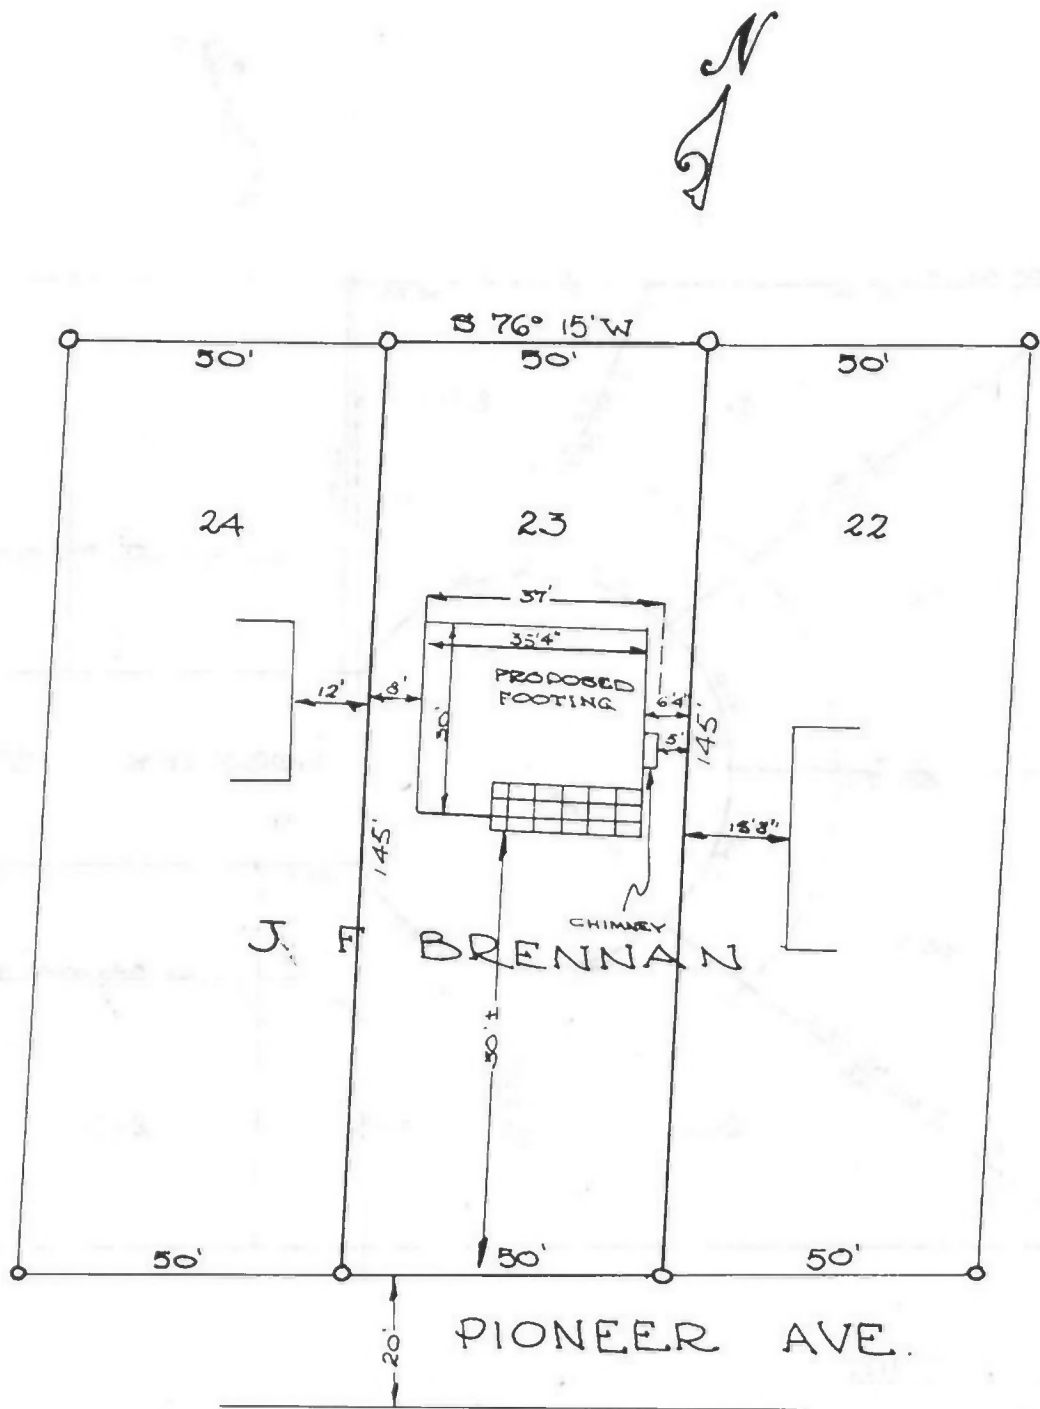 N
S 76° 15' W
50' 50' 50'
24 23 22
37'
35'4"
PROPOSED
FOOTING
12' 8' 30' 6'4"
5'
145'
18'8"
145'
CHIMNEY
J. F BRENNAN
50' ±
50' 50' 50'
20'
PIONEER AVE.